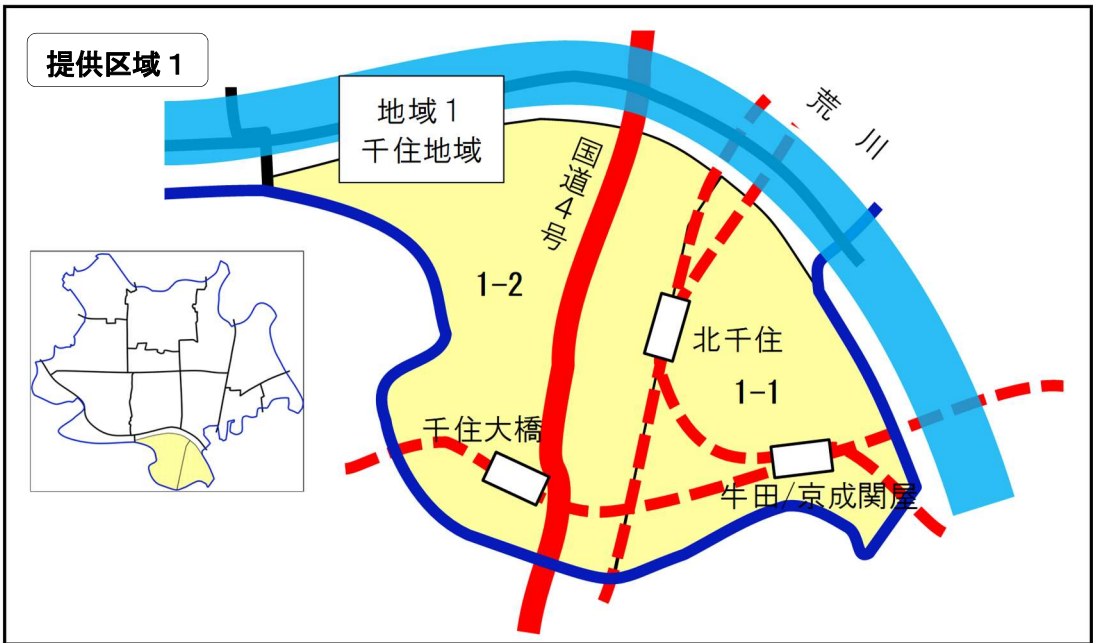 提供区域1
地域1
千住地域
荒川
国道4号
1-2
北千住
1-1
千住大橋
牛田/京成関屋